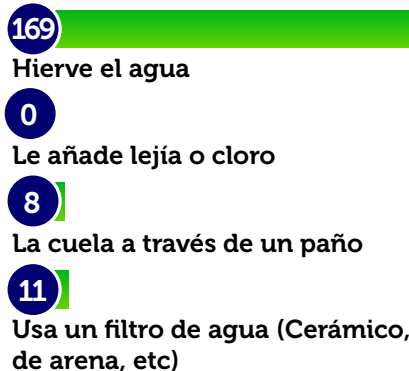 169
Hierve el agua
0
Le añade lejía o cloro
8
La cuela a través de un paño
11
Usa un filtro de agua (Cerámico,
de arena, etc)